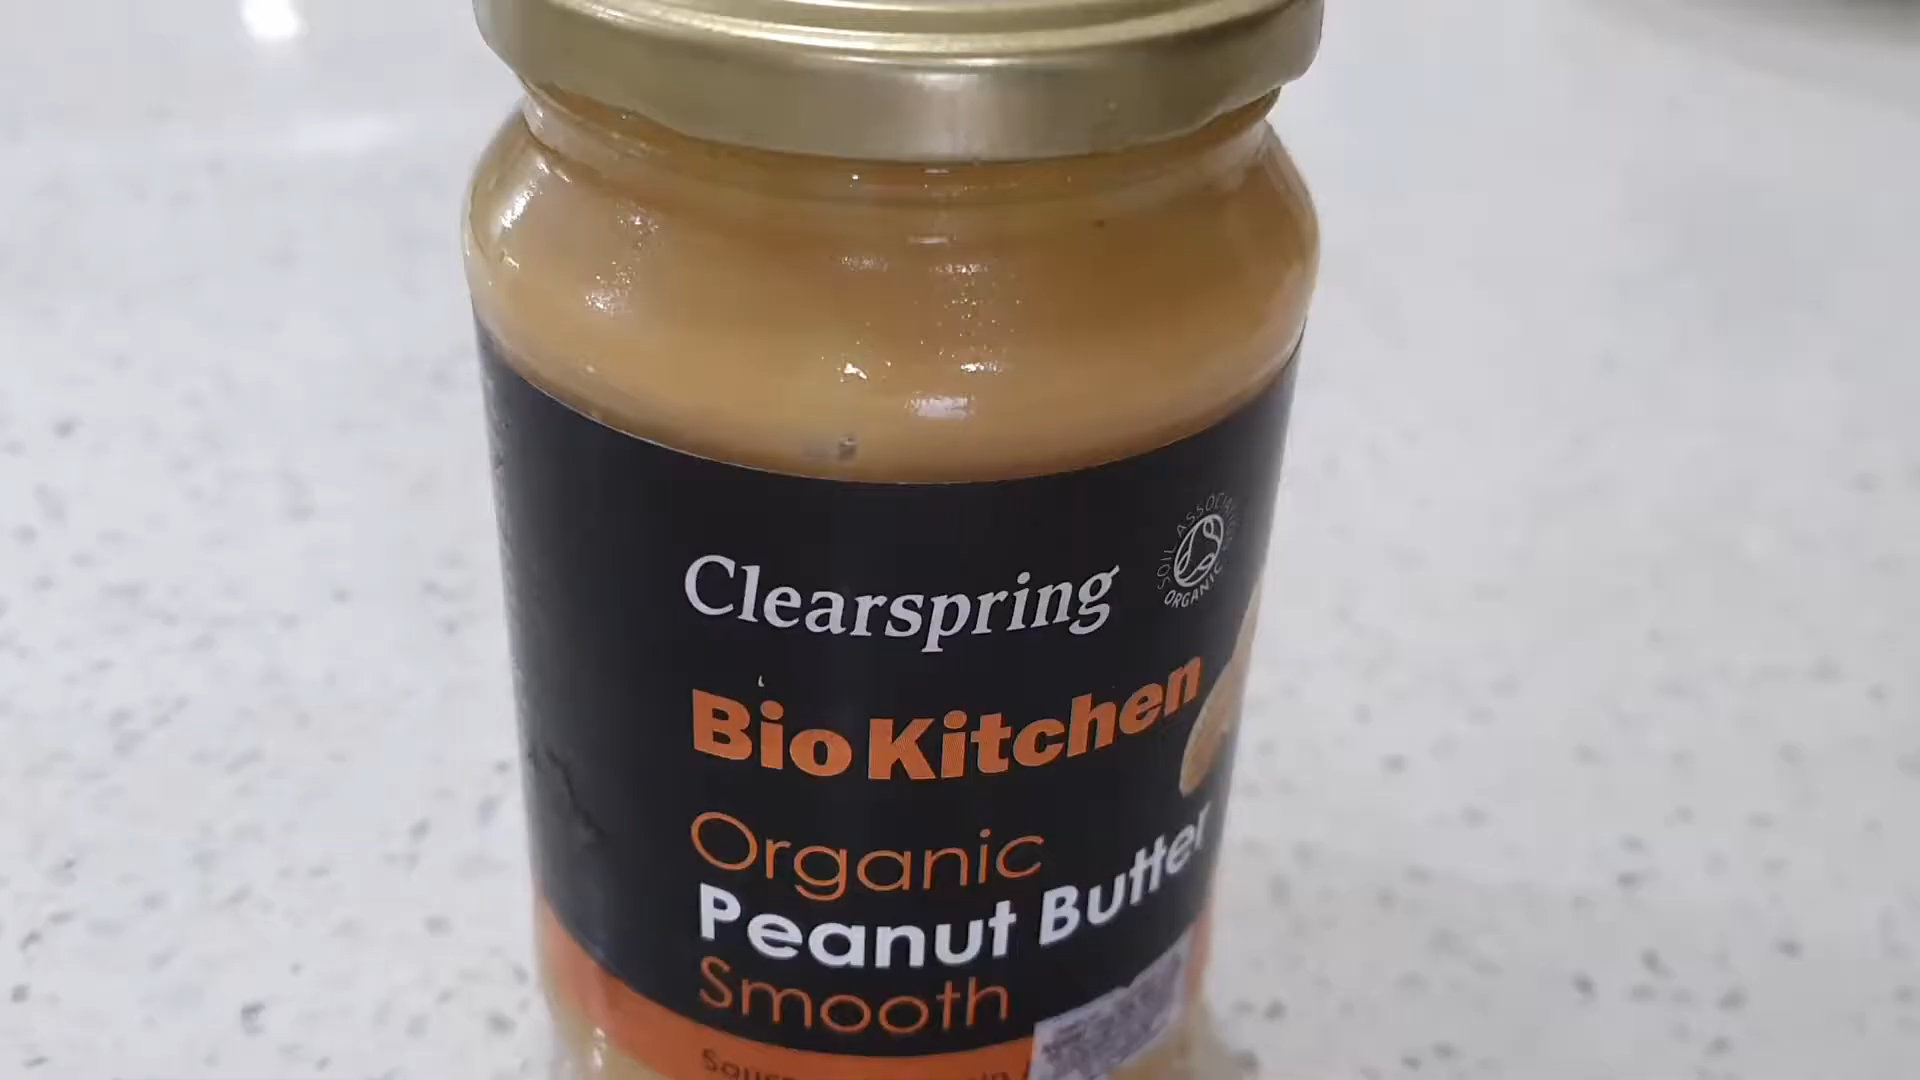 Clearspring
SOIL ASSOCIATION
ORGANIC
Bio Kitchen
Organic
Peanut Butter
Smooth